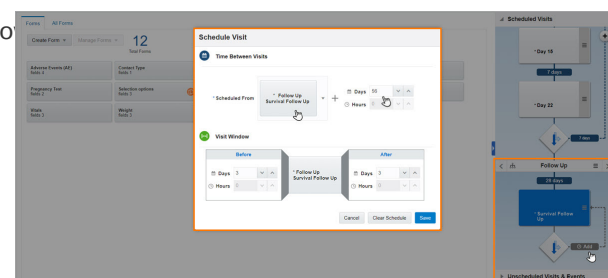 ov
Forms All Forms
Create Form Manage Forms 12
Total Forms
Adverse Events (AE)
fields 0
Contact Type
fields 1
Pregnancy Test
fields 2
Selection options
fields 3
Vitals
fields 3
Weight
fields 3
Schedule Visit
Time Between Visits
* Scheduled From
* Follow Up
Survival Follow Up
+
Days 56
Hours 0
Visit Window
Before
Days 3
Hours 0
* Follow Up
Survival Follow Up
After
Days 3
Hours 0
Cancel Clear Schedule Save
Scheduled Visits
* Day 15
7 days
* Day 22
7 days
Follow Up
28 days
* Survival Follow
Up
Add
Unscheduled Visits & Events